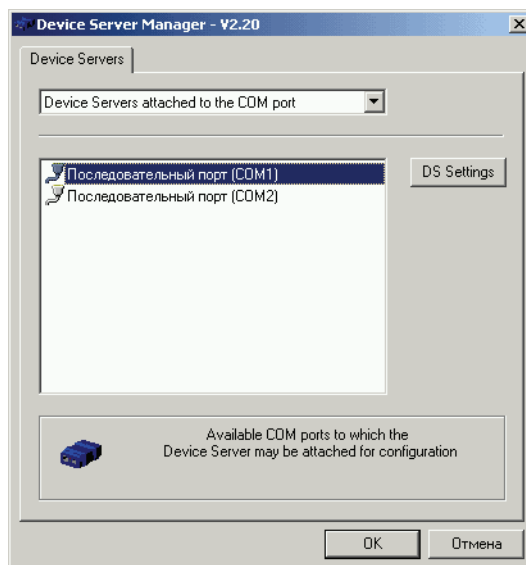 Device Server Manager - V2.20
Device Servers
Device Servers attached to the COM port
Последовательный порт (COM1)
DS Settings
Последовательный порт (COM2)
Available COM ports to which the
Device Server may be attached for configuration
OK
Отмена